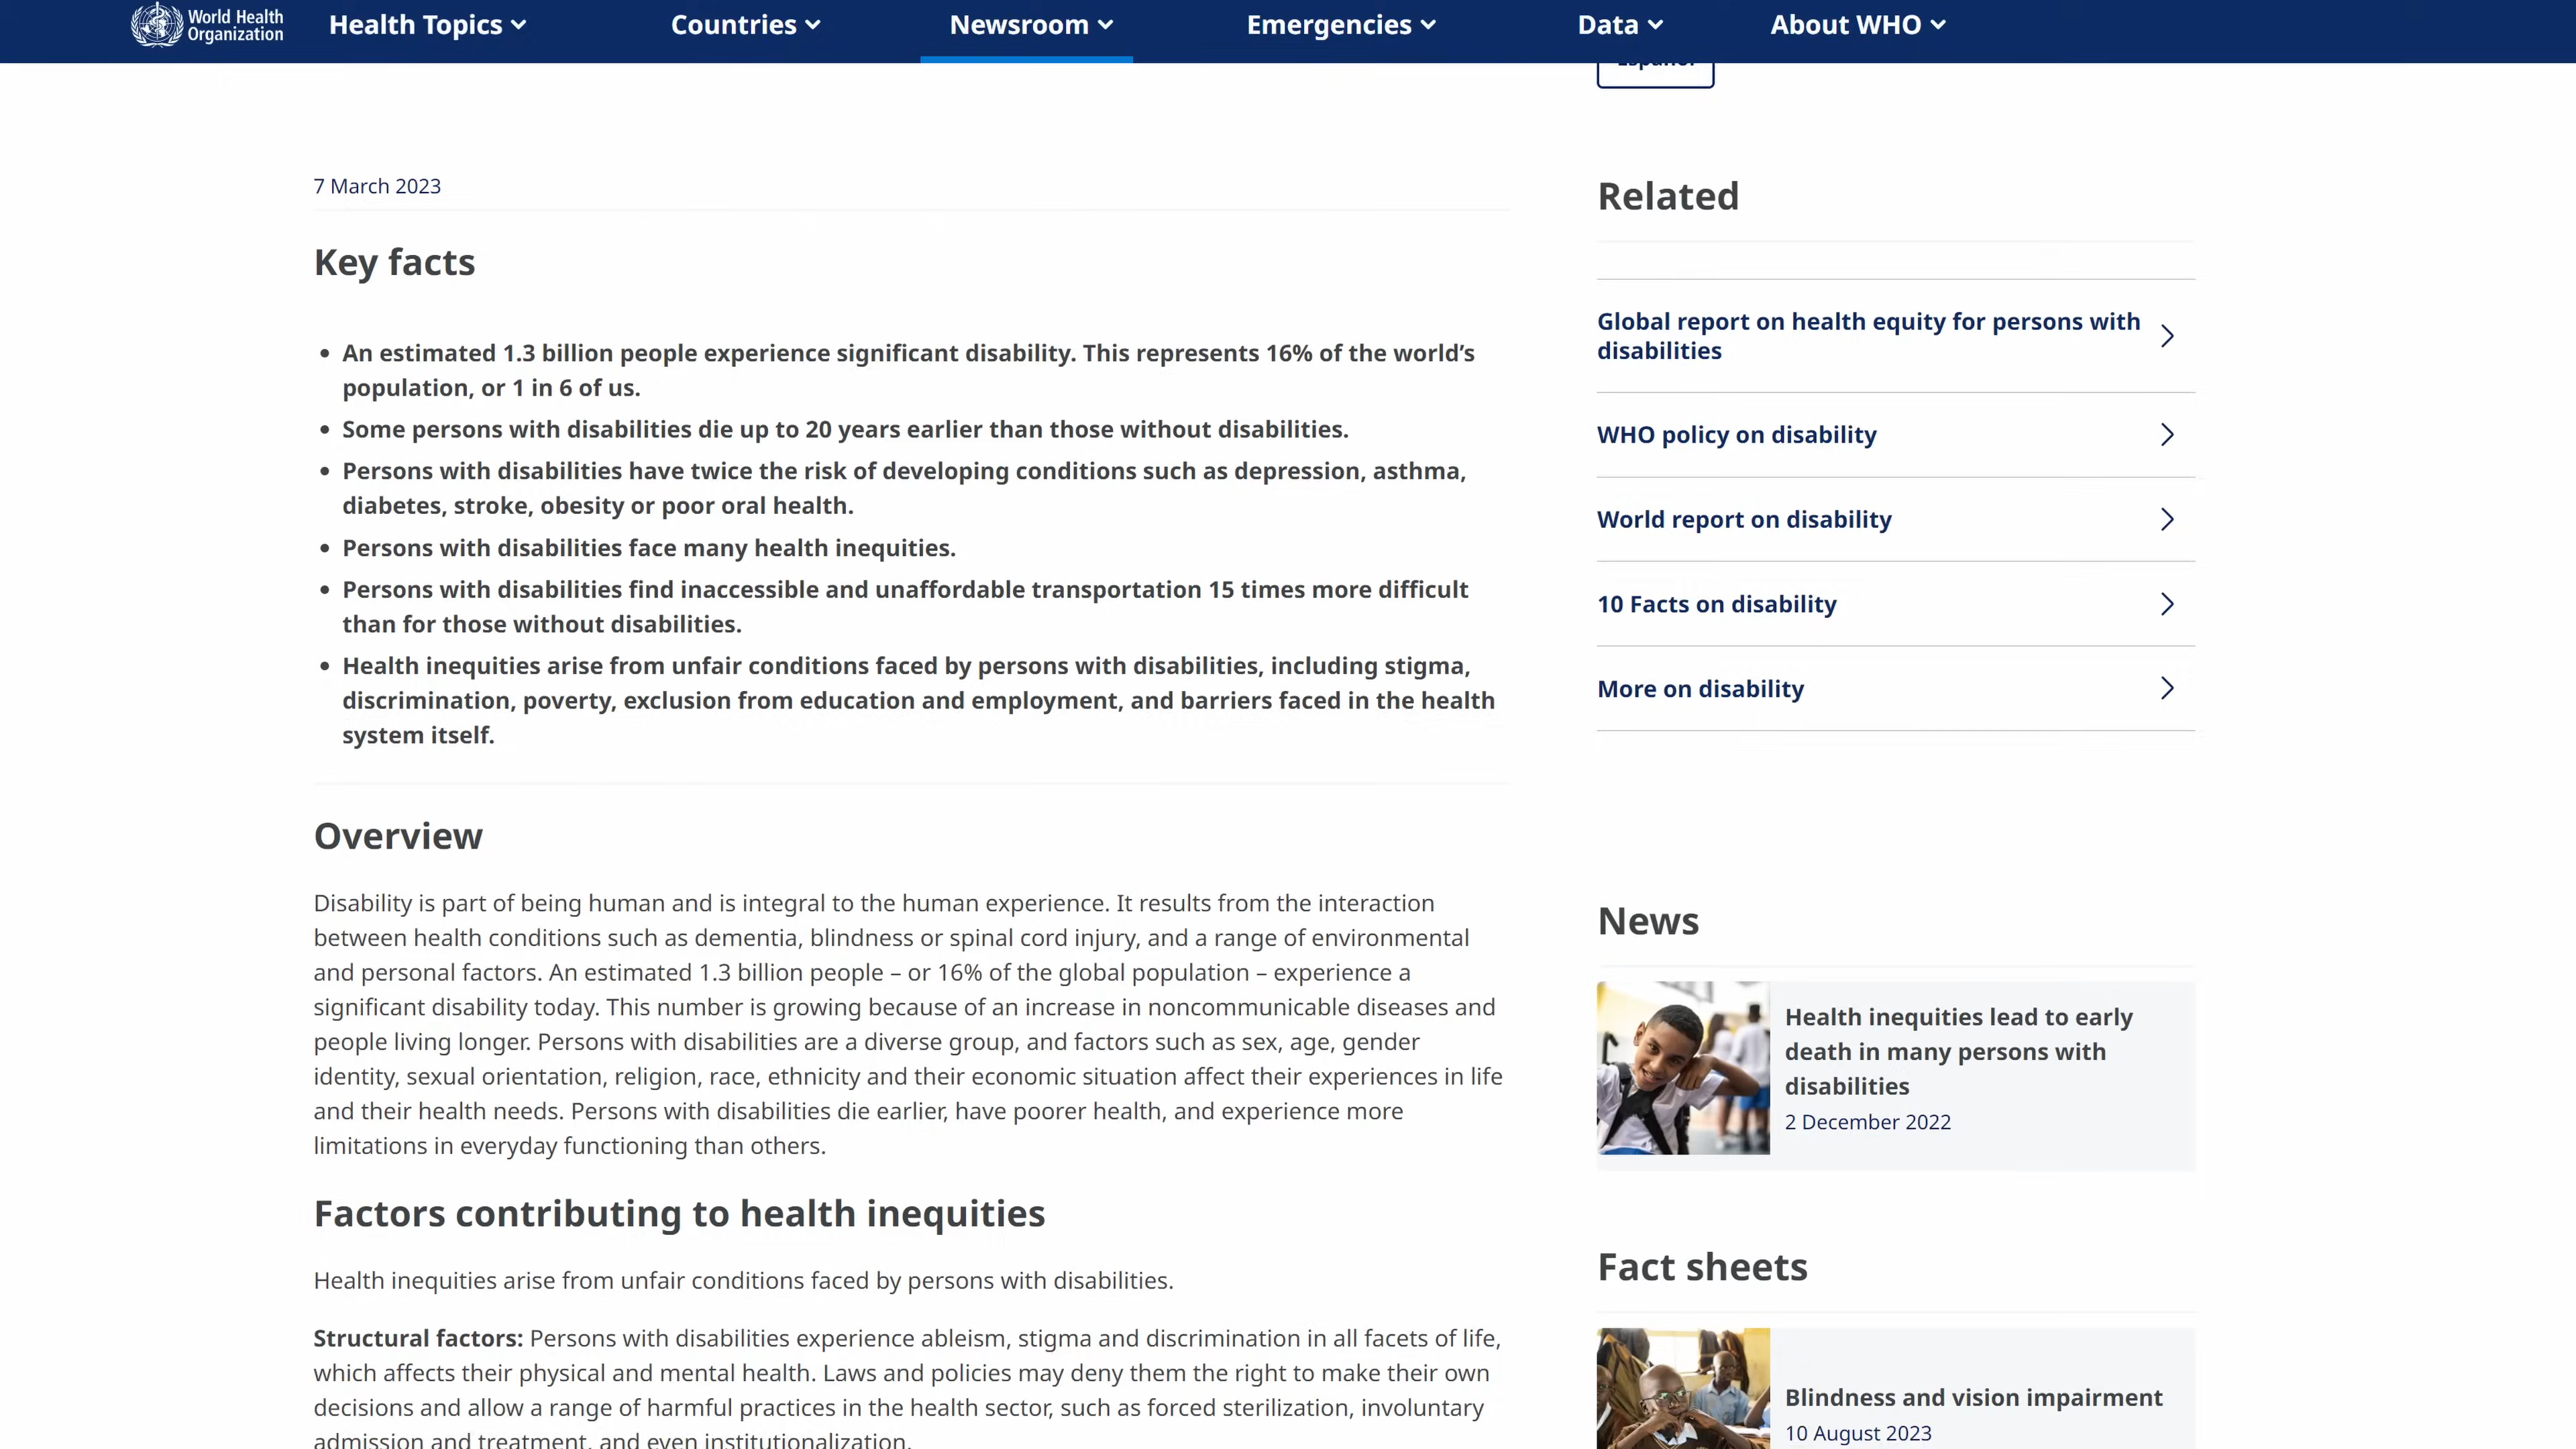 World Health
Organization
Health Topics
Countries
Newsroom
Emergencies
Data
About WHO
7 March 2023
Key facts
• An estimated 1.3 billion people experience significant disability. This represents 16% of the world’s
population, or 1 in 6 of us.
• Some persons with disabilities die up to 20 years earlier than those without disabilities.
• Persons with disabilities have twice the risk of developing conditions such as depression, asthma,
diabetes, stroke, obesity or poor oral health.
• Persons with disabilities face many health inequities.
• Persons with disabilities find inaccessible and unaffordable transportation 15 times more difficult
than for those without disabilities.
• Health inequities arise from unfair conditions faced by persons with disabilities, including stigma,
discrimination, poverty, exclusion from education and employment, and barriers faced in the health
system itself.
Overview
Disability is part of being human and is integral to the human experience. It results from the interaction
between health conditions such as dementia, blindness or spinal cord injury, and a range of environmental
and personal factors. An estimated 1.3 billion people – or 16% of the global population – experience a
significant disability today. This number is growing because of an increase in noncommunicable diseases and
people living longer. Persons with disabilities are a diverse group, and factors such as sex, age, gender
identity, sexual orientation, religion, race, ethnicity and their economic situation affect their experiences in life
and their health needs. Persons with disabilities die earlier, have poorer health, and experience more
limitations in everyday functioning than others.
Factors contributing to health inequities
Health inequities arise from unfair conditions faced by persons with disabilities.
Structural factors: Persons with disabilities experience ableism, stigma and discrimination in all facets of life,
which affects their physical and mental health. Laws and policies may deny them the right to make their own
decisions and allow a range of harmful practices in the health sector, such as forced sterilization, involuntary
admission and treatment, and even institutionalization.
Español
Related
Global report on health equity for persons with
disabilities
WHO policy on disability
World report on disability
10 Facts on disability
More on disability
News
Health inequities lead to early
death in many persons with
disabilities
2 December 2022
Fact sheets
Blindness and vision impairment
10 August 2023